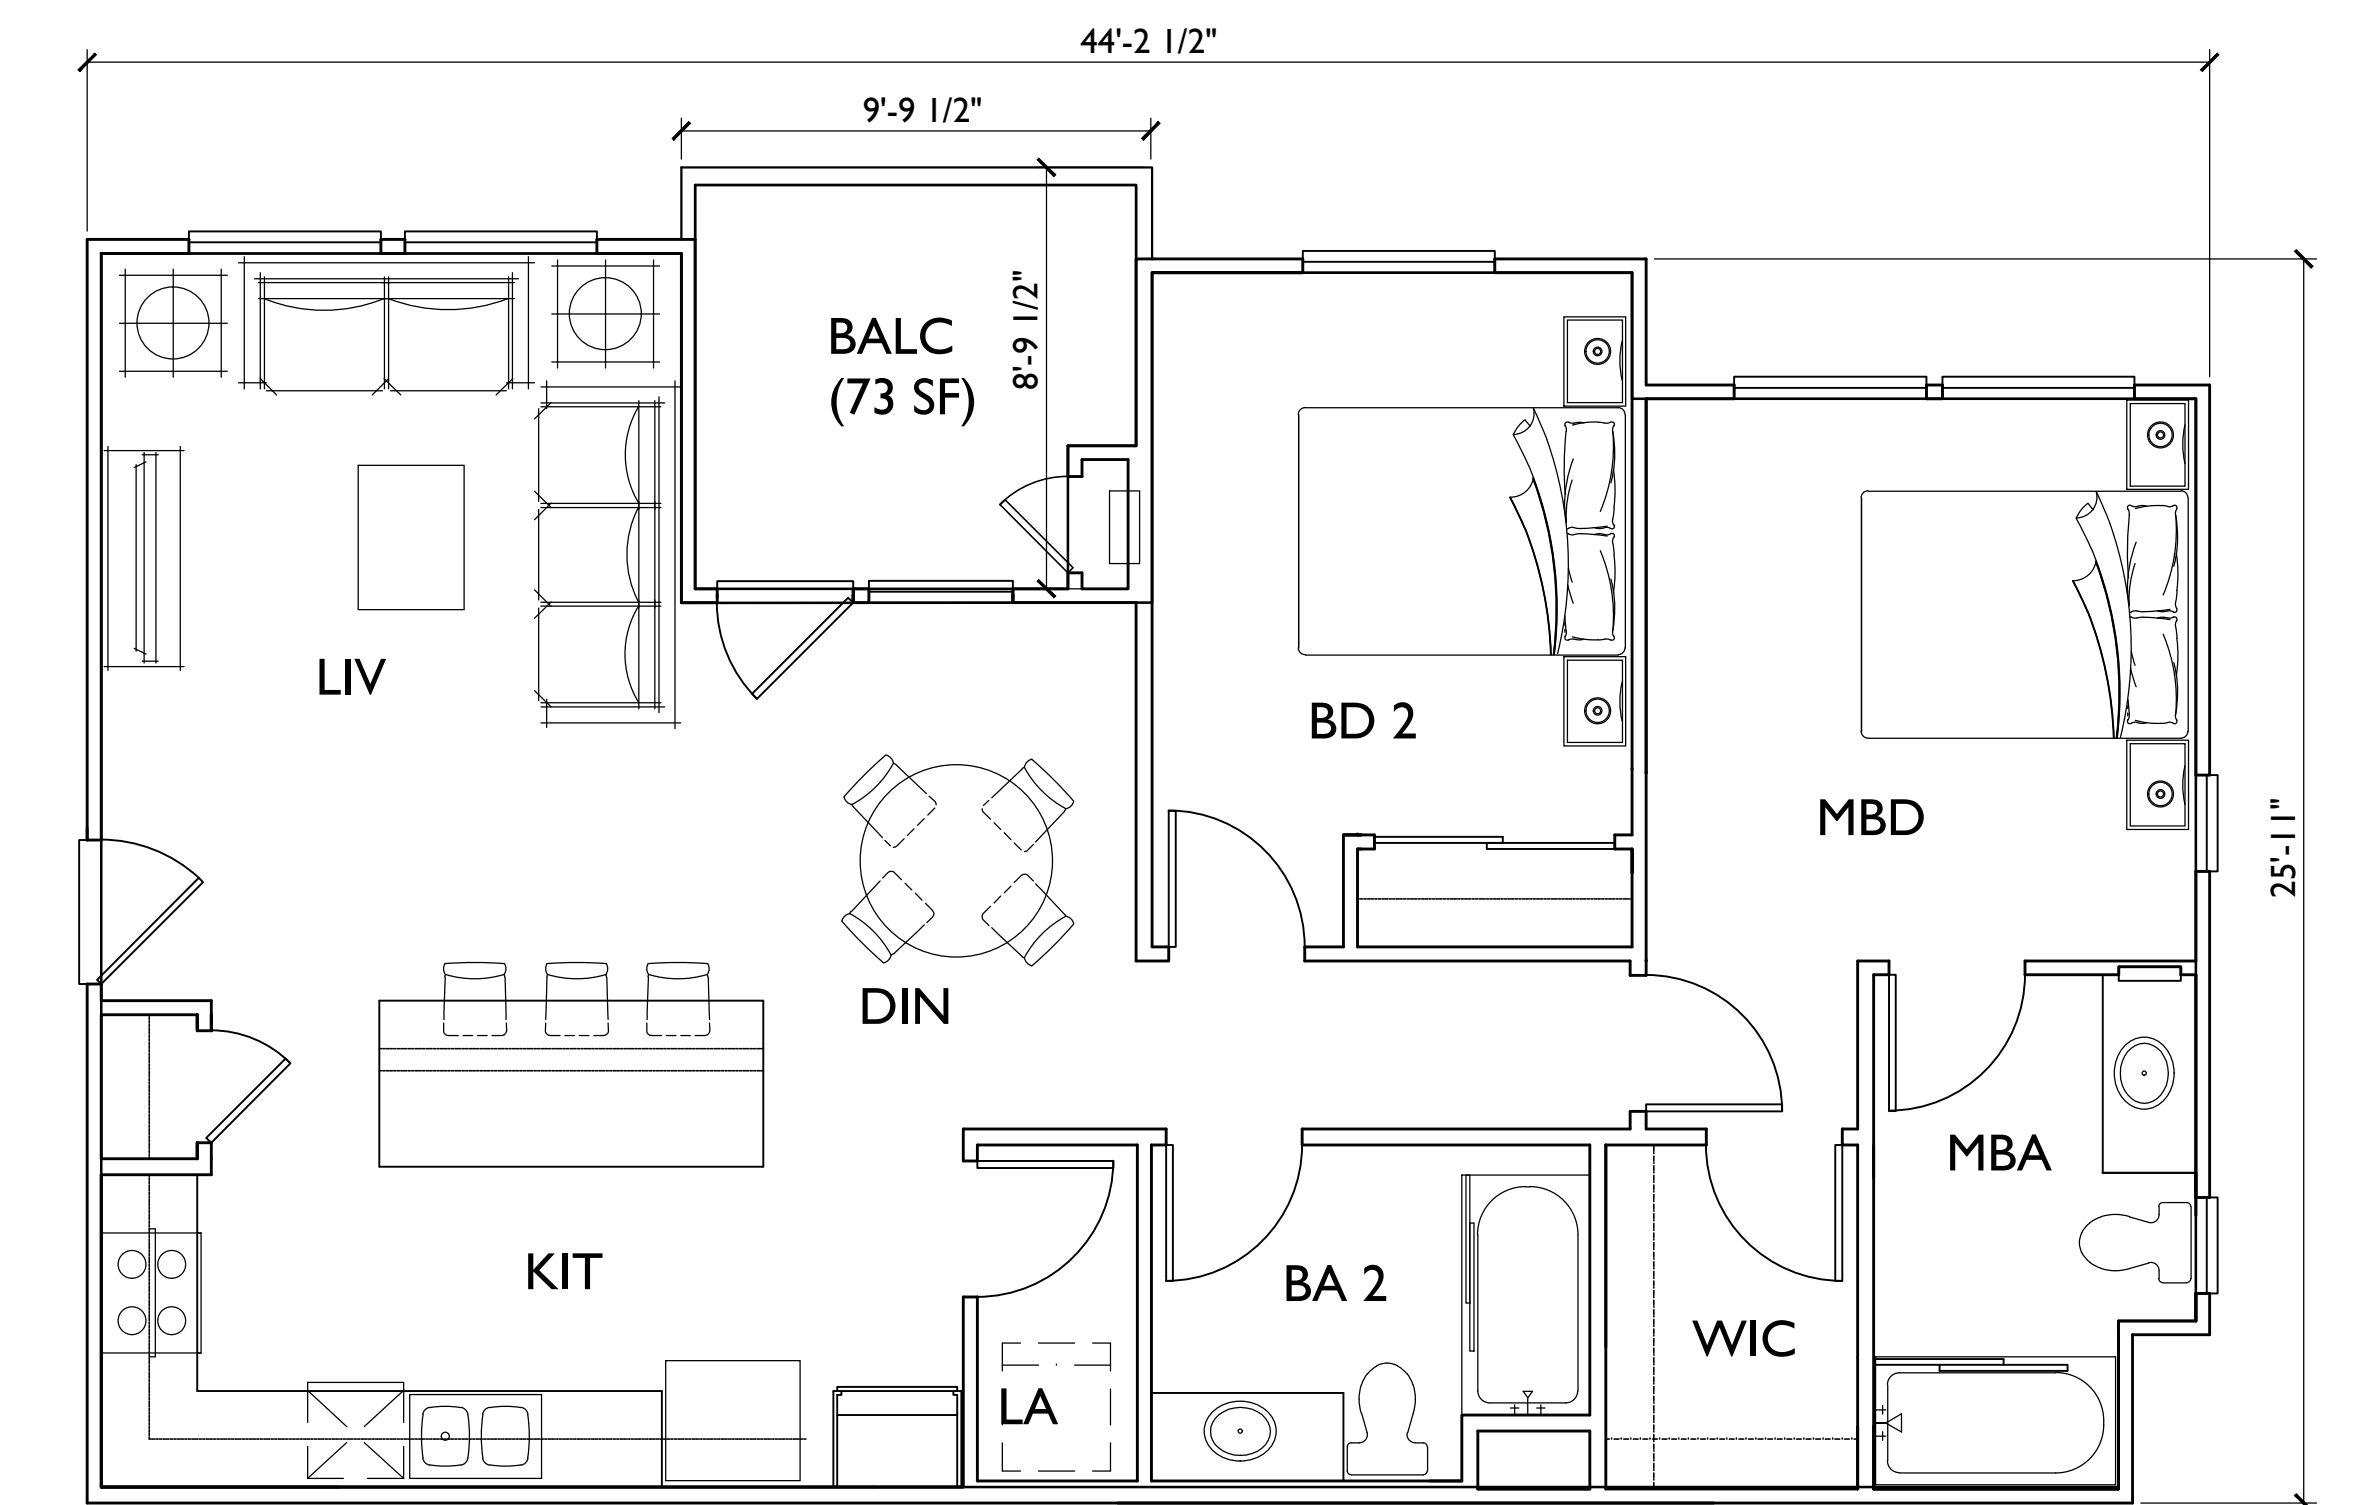 44'-2 1/2"
9'-9 1/2"
BALC
(73 SF)
8'-9 1/2"
LIV
BD 2
MBD
25'-11"
DIN
MBA
KIT
BA 2
WIC
LA